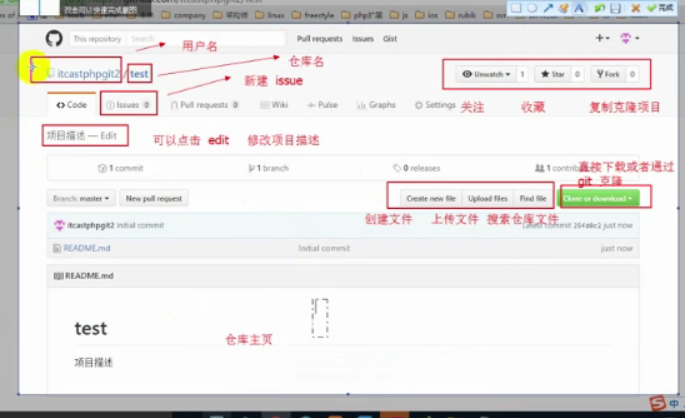 双击可以快速完成截图
完成
company
linux
freestyle
php扩展
js
ios
rubik
This repository
Search
Pull requests Issues Gist
用户名
itcastphpgit2 / test
仓库名
新建 issue
Unwatch 1 Star 0 Fork 0
关注 收藏 复制克隆项目
Code Issues 0 Pull requests 0 Wiki Pulse Graphs Settings
项目描述 — Edit
可以点击 edit 修改项目描述
1 commit 1 branch 0 releases 1 contrib
直接下载或者通过
git 克隆
Branch: master New pull request Create new file Upload files Find file Clone or download
创建文件 上传文件 搜索仓库文件
itcastphpgit2 Initial commit
Latest commit just now
README.md Initial commit just now
README.md
test
仓库主页
项目描述
中